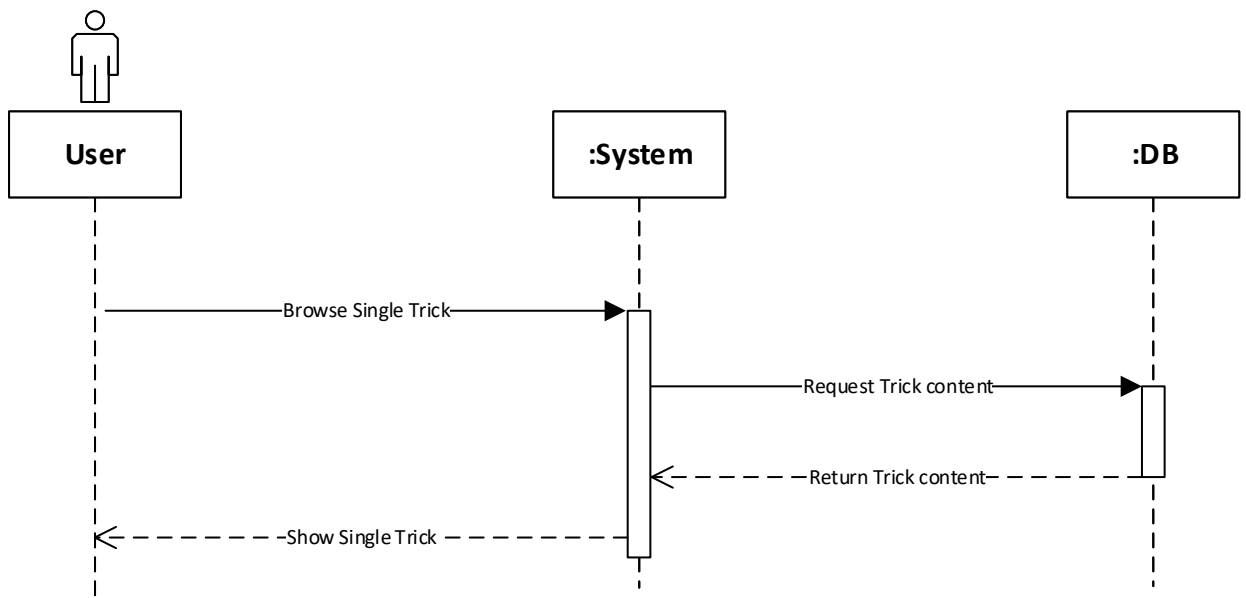 User
:System
:DB
Browse Single Trick
Request Trick content
Return Trick content
Show Single Trick